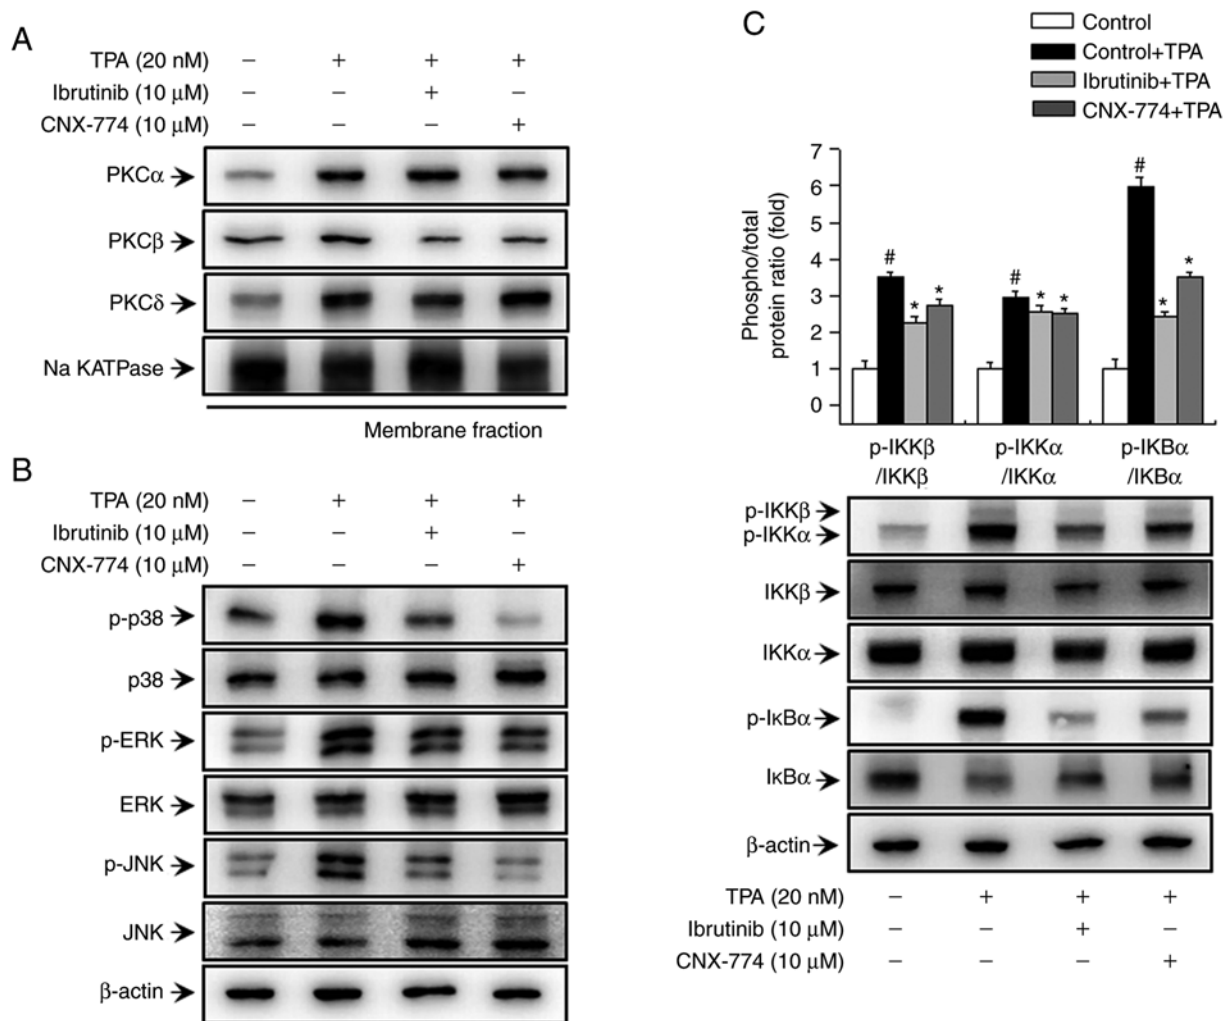 A
TPA (20 nM) − + + +
Ibrutinib (10 μM) − − + −
CNX-774 (10 μM) − − − +
PKCα
PKCβ
PKCδ
Na KATPase
Membrane fraction
B
TPA (20 nM) − + + +
Ibrutinib (10 μM) − − + −
CNX-774 (10 μM) − − − +
p-p38
p38
p-ERK
ERK
p-JNK
JNK
β-actin
C
Control
Control+TPA
Ibrutinib+TPA
CNX-774+TPA
Phospho/total
protein ratio (fold)
7
6
5
4
3
2
1
0
# * *
# * *
# * *
p-IKKβ
/IKKβ
p-IKKα
/IKKα
p-IKBα
/IKBα
p-IKKβ
p-IKKα
IKKβ
IKKα
p-IκBα
IκBα
β-actin
TPA (20 nM) − + + +
Ibrutinib (10 μM) − − + −
CNX-774 (10 μM) − − − +